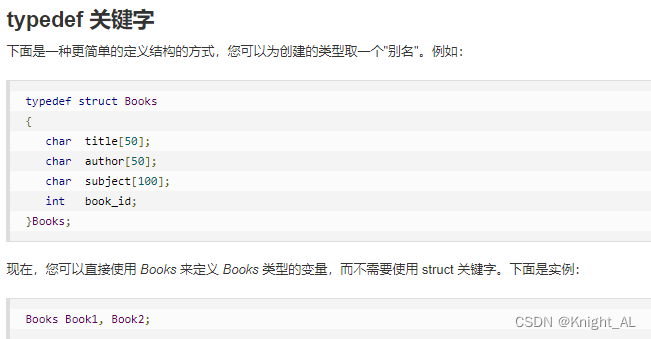 typedef 关键字
下面是一种更简单的定义结构的方式，您可以为创建的类型取一个"别名"。例如：
typedef struct Books
{
   char  title[50];
   char  author[50];
   char  subject[100];
   int   book_id;
}Books;
现在，您可以直接使用 Books 来定义 Books 类型的变量，而不需要使用 struct 关键字。下面是实例：
Books Book1, Book2;
CSDN @Knight_AL